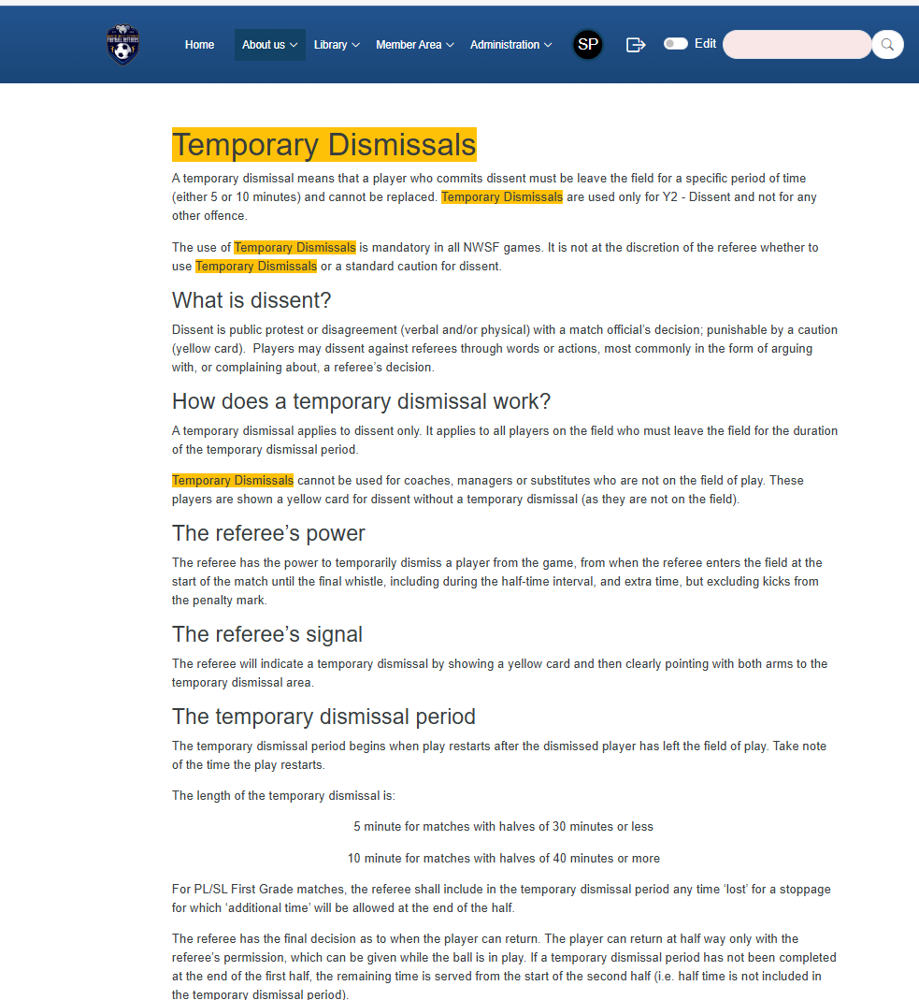 FOOTBALL REFEREES
Home
About us
Library
Member Area
Administration
SP
Edit
Temporary Dismissals
A temporary dismissal means that a player who commits dissent must be leave the field for a specific period of time
(either 5 or 10 minutes) and cannot be replaced. Temporary Dismissals are used only for Y2 - Dissent and not for any
other offence.
The use of Temporary Dismissals is mandatory in all NWSF games. It is not at the discretion of the referee whether to
use Temporary Dismissals or a standard caution for dissent.
What is dissent?
Dissent is public protest or disagreement (verbal and/or physical) with a match official’s decision; punishable by a caution
(yellow card).  Players may dissent against referees through words or actions, most commonly in the form of arguing
with, or complaining about, a referee’s decision.
How does a temporary dismissal work?
A temporary dismissal applies to dissent only. It applies to all players on the field who must leave the field for the duration
of the temporary dismissal period.
Temporary Dismissals cannot be used for coaches, managers or substitutes who are not on the field of play. These
players are shown a yellow card for dissent without a temporary dismissal (as they are not on the field).
The referee’s power
The referee has the power to temporarily dismiss a player from the game, from when the referee enters the field at the
start of the match until the final whistle, including during the half-time interval, and extra time, but excluding kicks from
the penalty mark.
The referee’s signal
The referee will indicate a temporary dismissal by showing a yellow card and then clearly pointing with both arms to the
temporary dismissal area.
The temporary dismissal period
The temporary dismissal period begins when play restarts after the dismissed player has left the field of play. Take note
of the time the play restarts.
The length of the temporary dismissal is:
5 minute for matches with halves of 30 minutes or less
10 minute for matches with halves of 40 minutes or more
For PL/SL First Grade matches, the referee shall include in the temporary dismissal period any time ‘lost’ for a stoppage
for which ‘additional time’ will be allowed at the end of the half.
The referee has the final decision as to when the player can return. The player can return at half way only with the
referee’s permission, which can be given while the ball is in play. If a temporary dismissal period has not been completed
at the end of the first half, the remaining time is served from the start of the second half (i.e. half time is not included in
the temporary dismissal period).